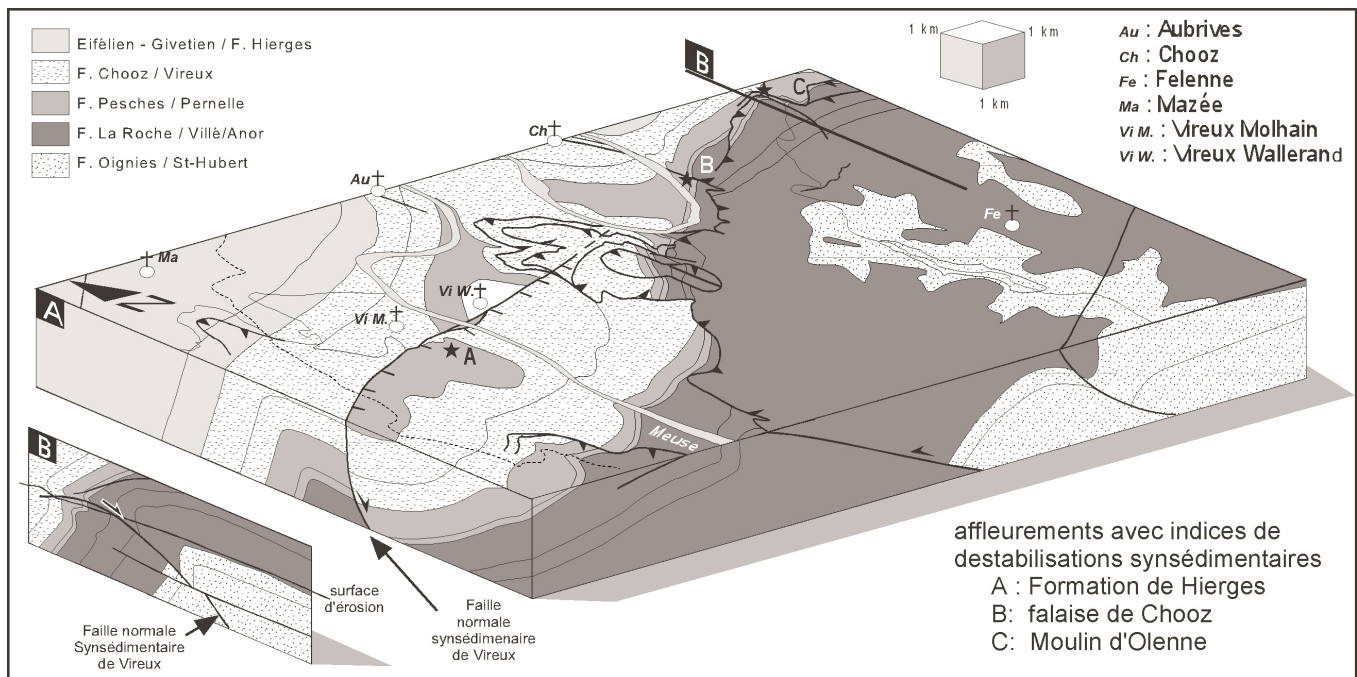 Eifélien - Givetien / F. Hierges
F. Chooz / Vireux
F. Pesches / Pernelle
F. La Roche / Villé/Anor
F. Oignies / St-Hubert
1 km
1 km
1 km
Au : Aubrives
Ch : Chooz
Fe : Felenne
Ma : Mazée
Vi M. : Vireux Molhain
Vi W. : Vireux Wallerand
B
C
Ch
B
Au
Fe
Ma
N
A
Vi W.
Vi M.
A
Meuse
B
surface
d'érosion
Faille normale
Synsédimentaire
de Vireux
Faille
normale
synsédimenaire
de Vireux
affleurements avec indices de
destabilisations synsédimentaires
A : Formation de Hierges
B: falaise de Chooz
C: Moulin d'Olenne